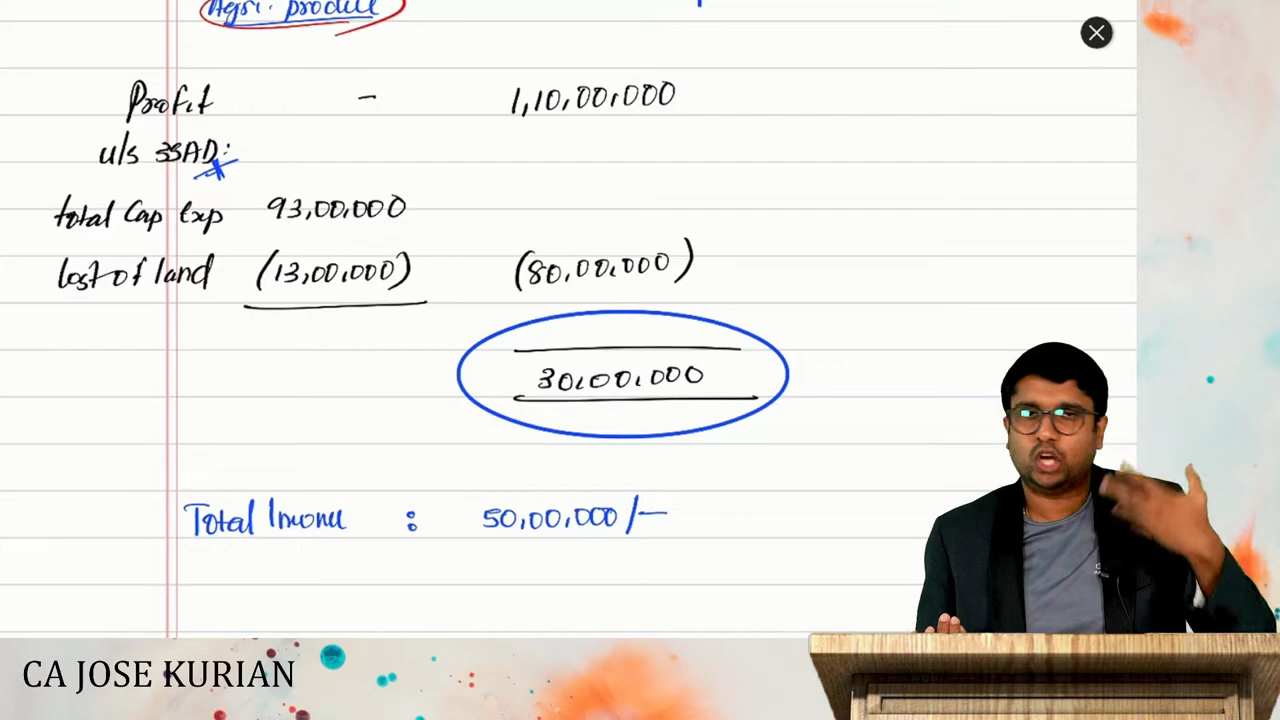 Agri. produce
Profit - 1,10,00,000
u/s 35AD:
total Cap Exp 93,00,000
Cost of land (13,00,000) (80,00,000)
30,00,000
Total Income : 50,00,000/-
CA JOSE KURIAN